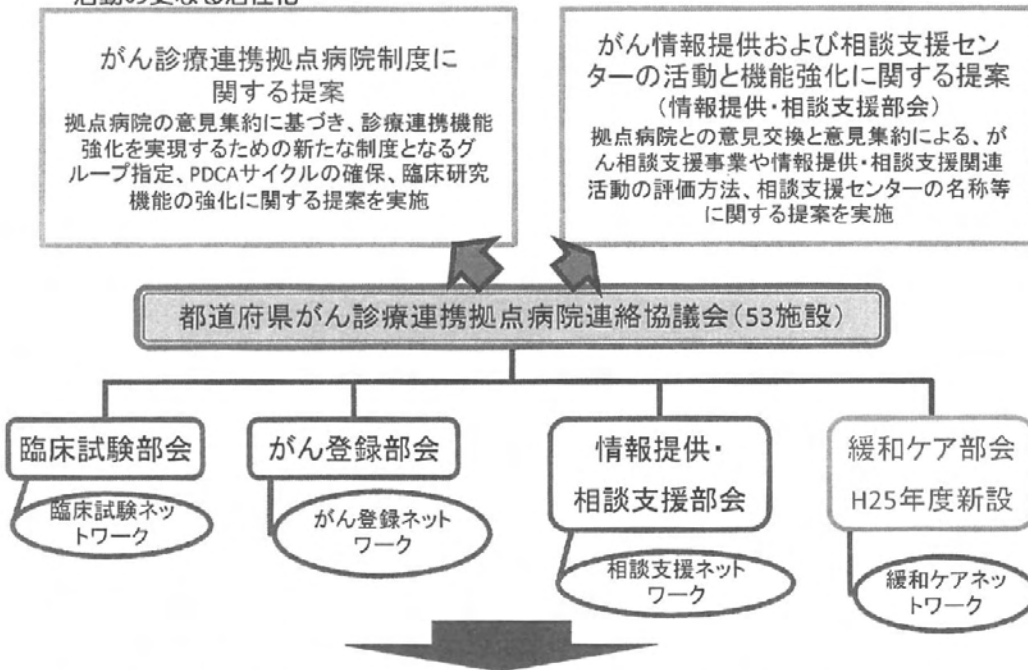 活動の更なる活性化
がん診療連携拠点病院制度に
関する提案
拠点病院の意見集約に基づき、診療連携機能
強化を実現するための新たな制度となるグ
ループ指定、PDCAサイクルの確保、臨床研究
機能の強化に関する提案を実施
がん情報提供および相談支援セン
ターの活動と機能強化に関する提案
(情報提供・相談支援部会)
拠点病院との意見交換と意見集約による、が
ん相談支援事業や情報提供・相談支援関連
活動の評価方法、相談支援センターの名称等
に関する提案を実施
都道府県がん診療連携拠点病院連絡協議会(53施設)
臨床試験部会
臨床試験ネッ
トワーク
がん登録部会
がん登録ネット
ワーク
情報提供・
相談支援部会
相談支援ネット
ワーク
緩和ケア部会
H25年度新設
緩和ケアネッ
トワーク